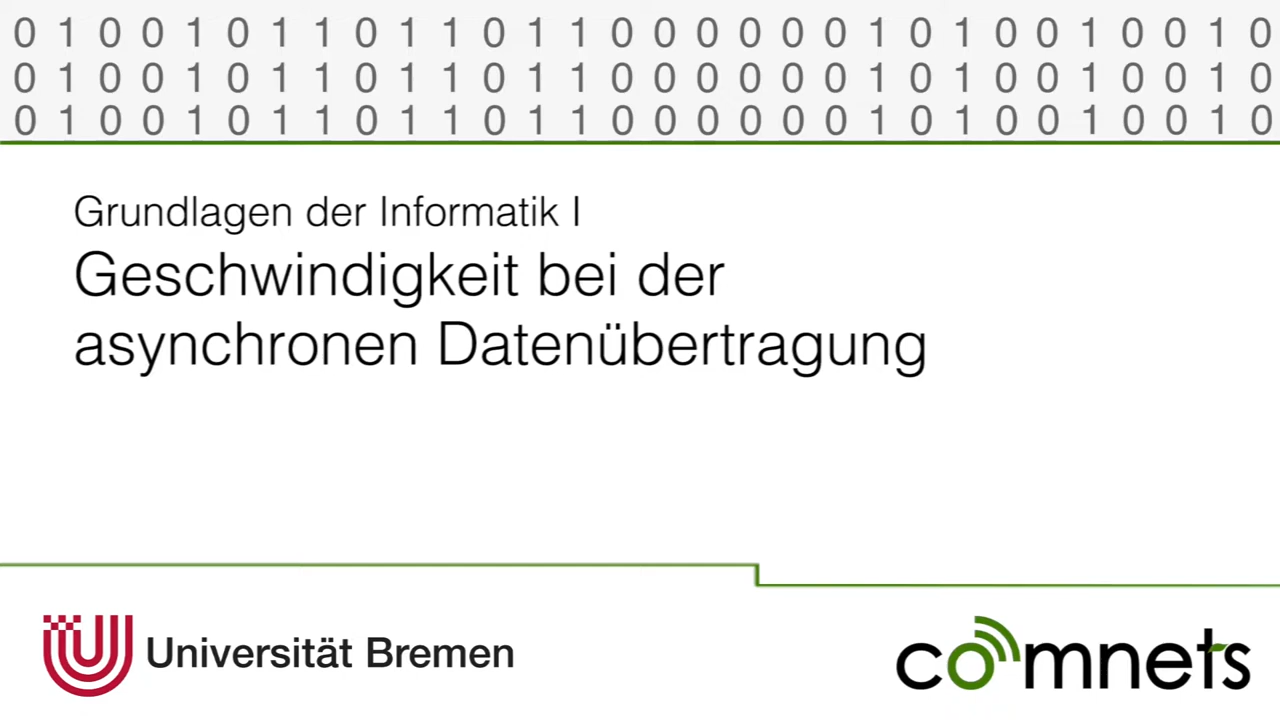 0 1 0 0 1 0 1 1 0 1 1 0 1 1 0 0 0 0 0 0 1 0 1 0 0 1 0 0 1 0
0 1 0 0 1 0 1 1 0 1 1 0 1 1 0 0 0 0 0 0 1 0 1 0 0 1 0 0 1 0
0 1 0 0 1 0 1 1 0 1 1 0 1 1 0 0 0 0 0 0 1 0 1 0 0 1 0 0 1 0
Grundlagen der Informatik I
Geschwindigkeit bei der
asynchronen Datenübertragung
Universität Bremen
comnets